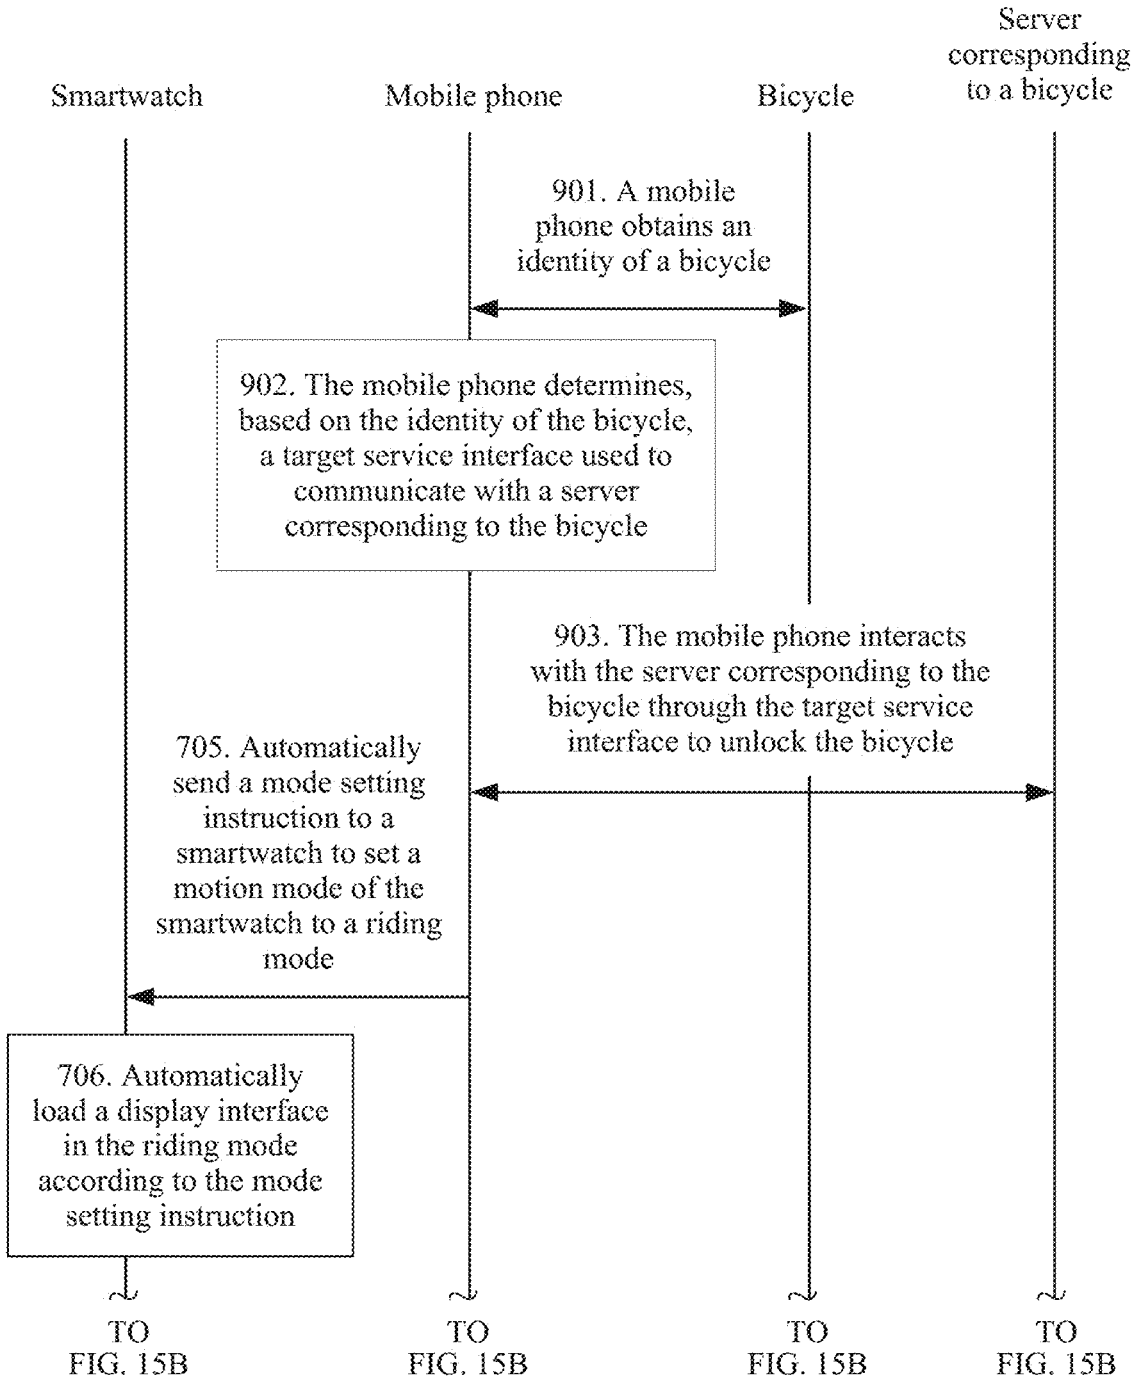 Server
corresponding
to a bicycle
Smartwatch
Mobile phone
Bicycle
901. A mobile
phone obtains an
identity of a bicycle
902. The mobile phone determines,
based on the identity of the bicycle,
a target service interface used to
communicate with a server
corresponding to the bicycle
903. The mobile phone interacts
with the server corresponding to the
bicycle through the target service
interface to unlock the bicycle
705. Automatically
send a mode setting
instruction to a
smartwatch to set a
motion mode of the
smartwatch to a riding
mode
706. Automatically
load a display interface
in the riding mode
according to the mode
setting instruction
TO
FIG. 15B
TO
FIG. 15B
TO
FIG. 15B
TO
FIG. 15B